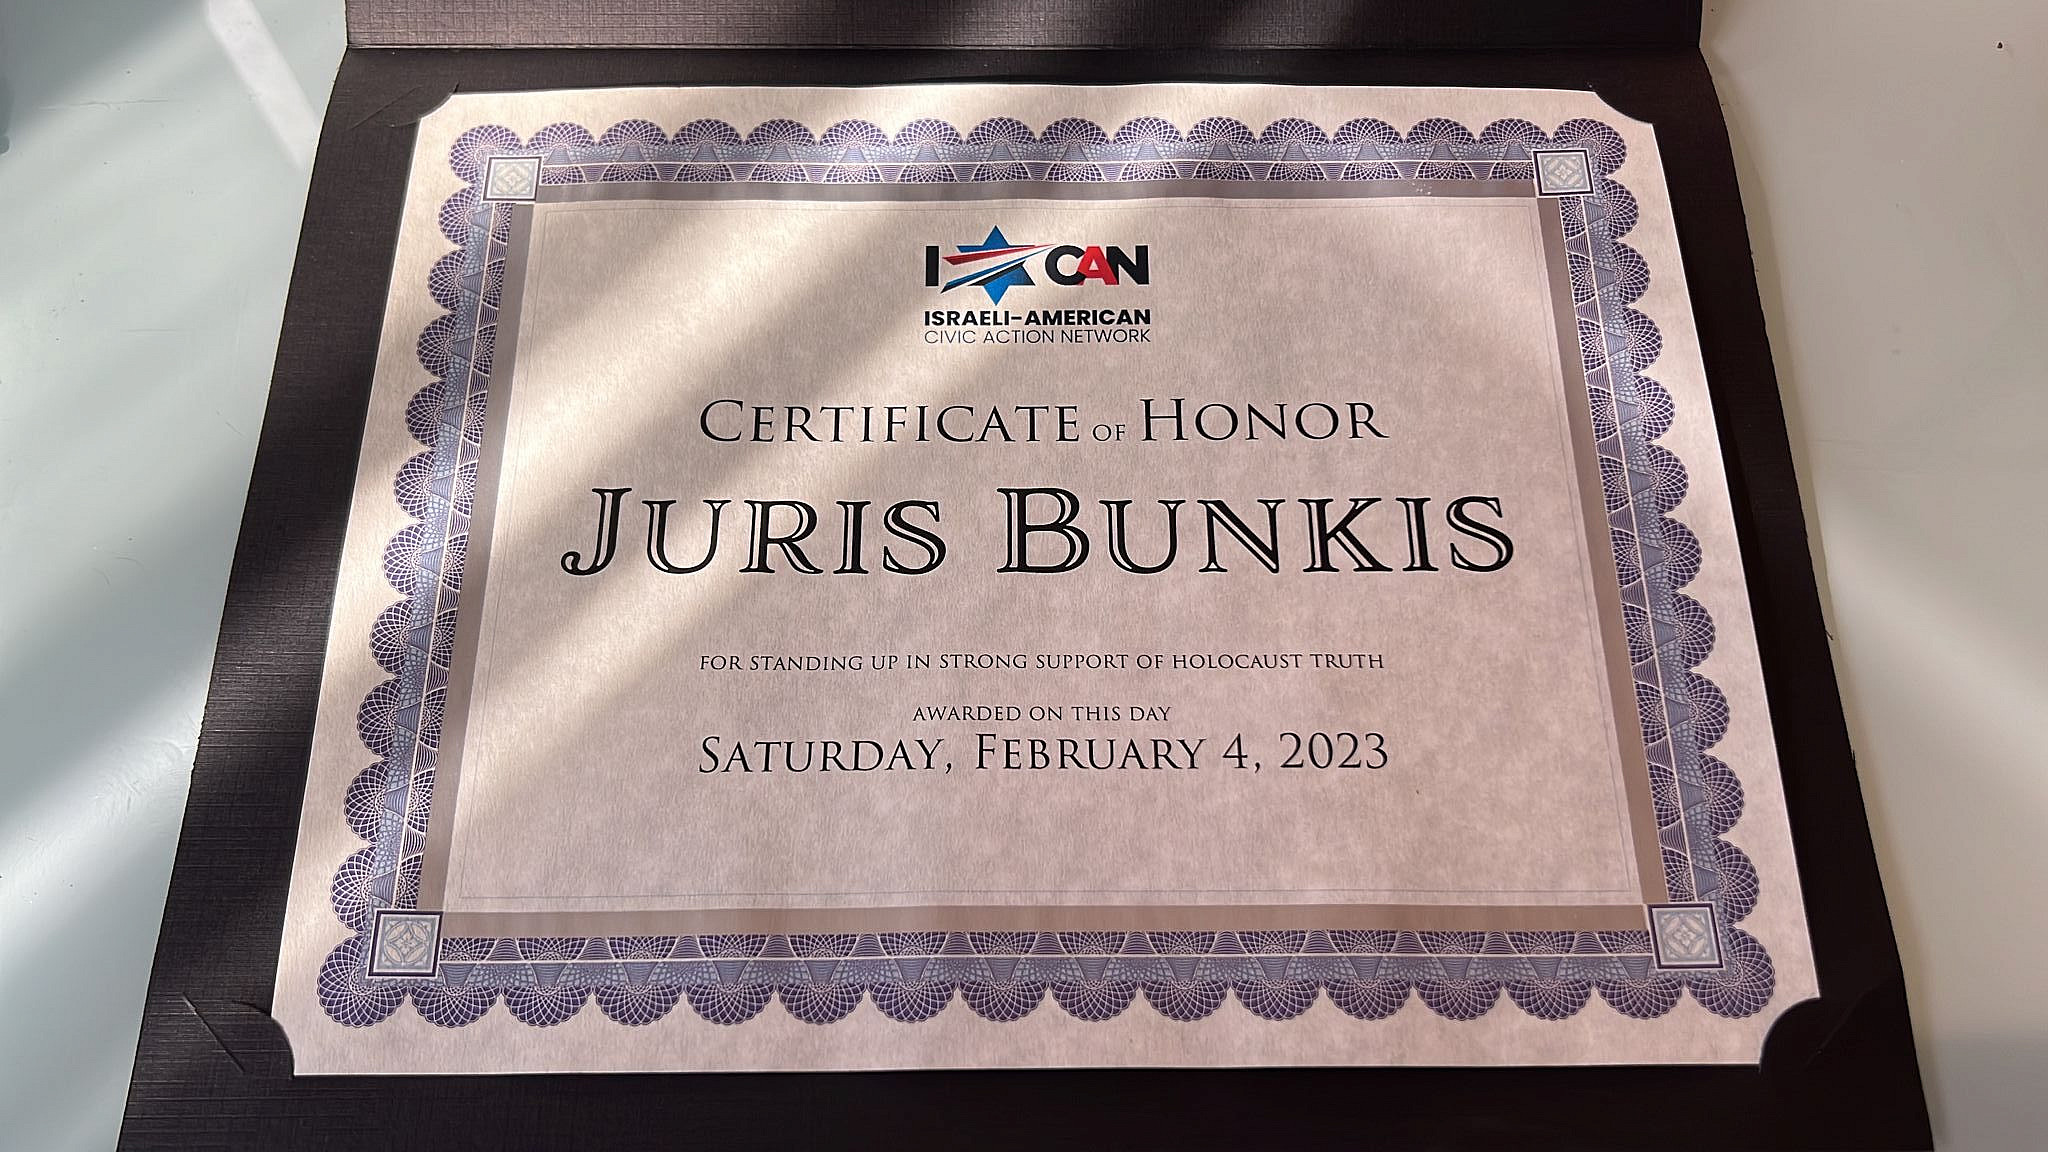 I CAN
ISRAELI-AMERICAN
CIVIC ACTION NETWORK
CERTIFICATE OF HONOR
JURIS BUNKIS
FOR STANDING UP IN STRONG SUPPORT OF HOLOCAUST TRUTH
AWARDED ON THIS DAY
SATURDAY, FEBRUARY 4, 2023